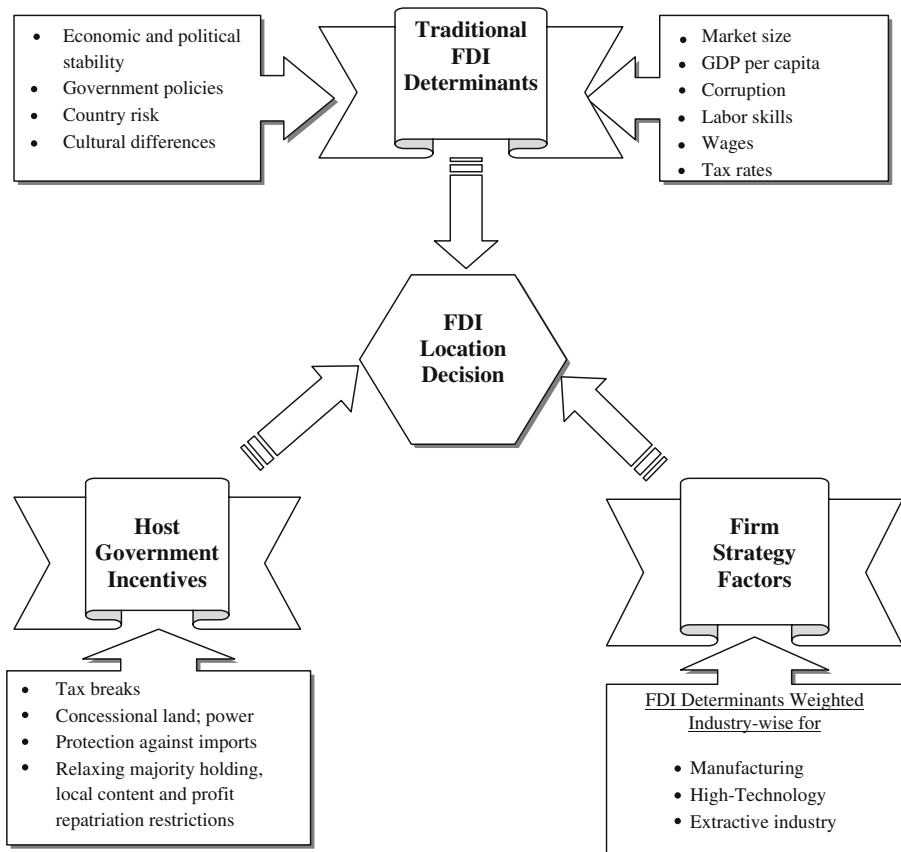 • Economic and political
stability
• Government policies
• Country risk
• Cultural differences
Traditional
FDI
Determinants
• Market size
• GDP per capita
• Corruption
• Labor skills
• Wages
• Tax rates
FDI
Location
Decision
Host
Government
Incentives
• Tax breaks
• Concessional land; power
• Protection against imports
• Relaxing majority holding,
local content and profit
repatriation restrictions
Firm
Strategy
Factors
FDI Determinants Weighted
Industry-wise for
• Manufacturing
• High-Technology
• Extractive industry